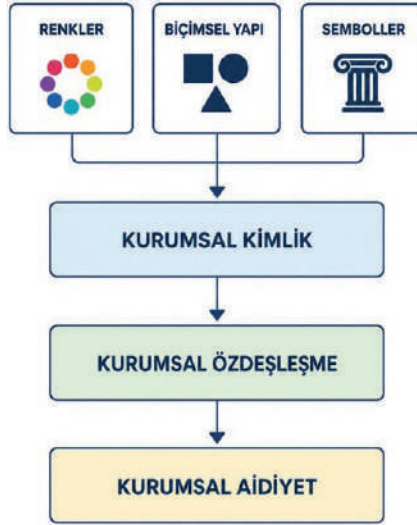 RENKLER
BİÇİMSEL YAPI
SEMBOLLER
KURUMSAL KİMLİK
KURUMSAL ÖZDEŞLEŞME
KURUMSAL AİDİYET